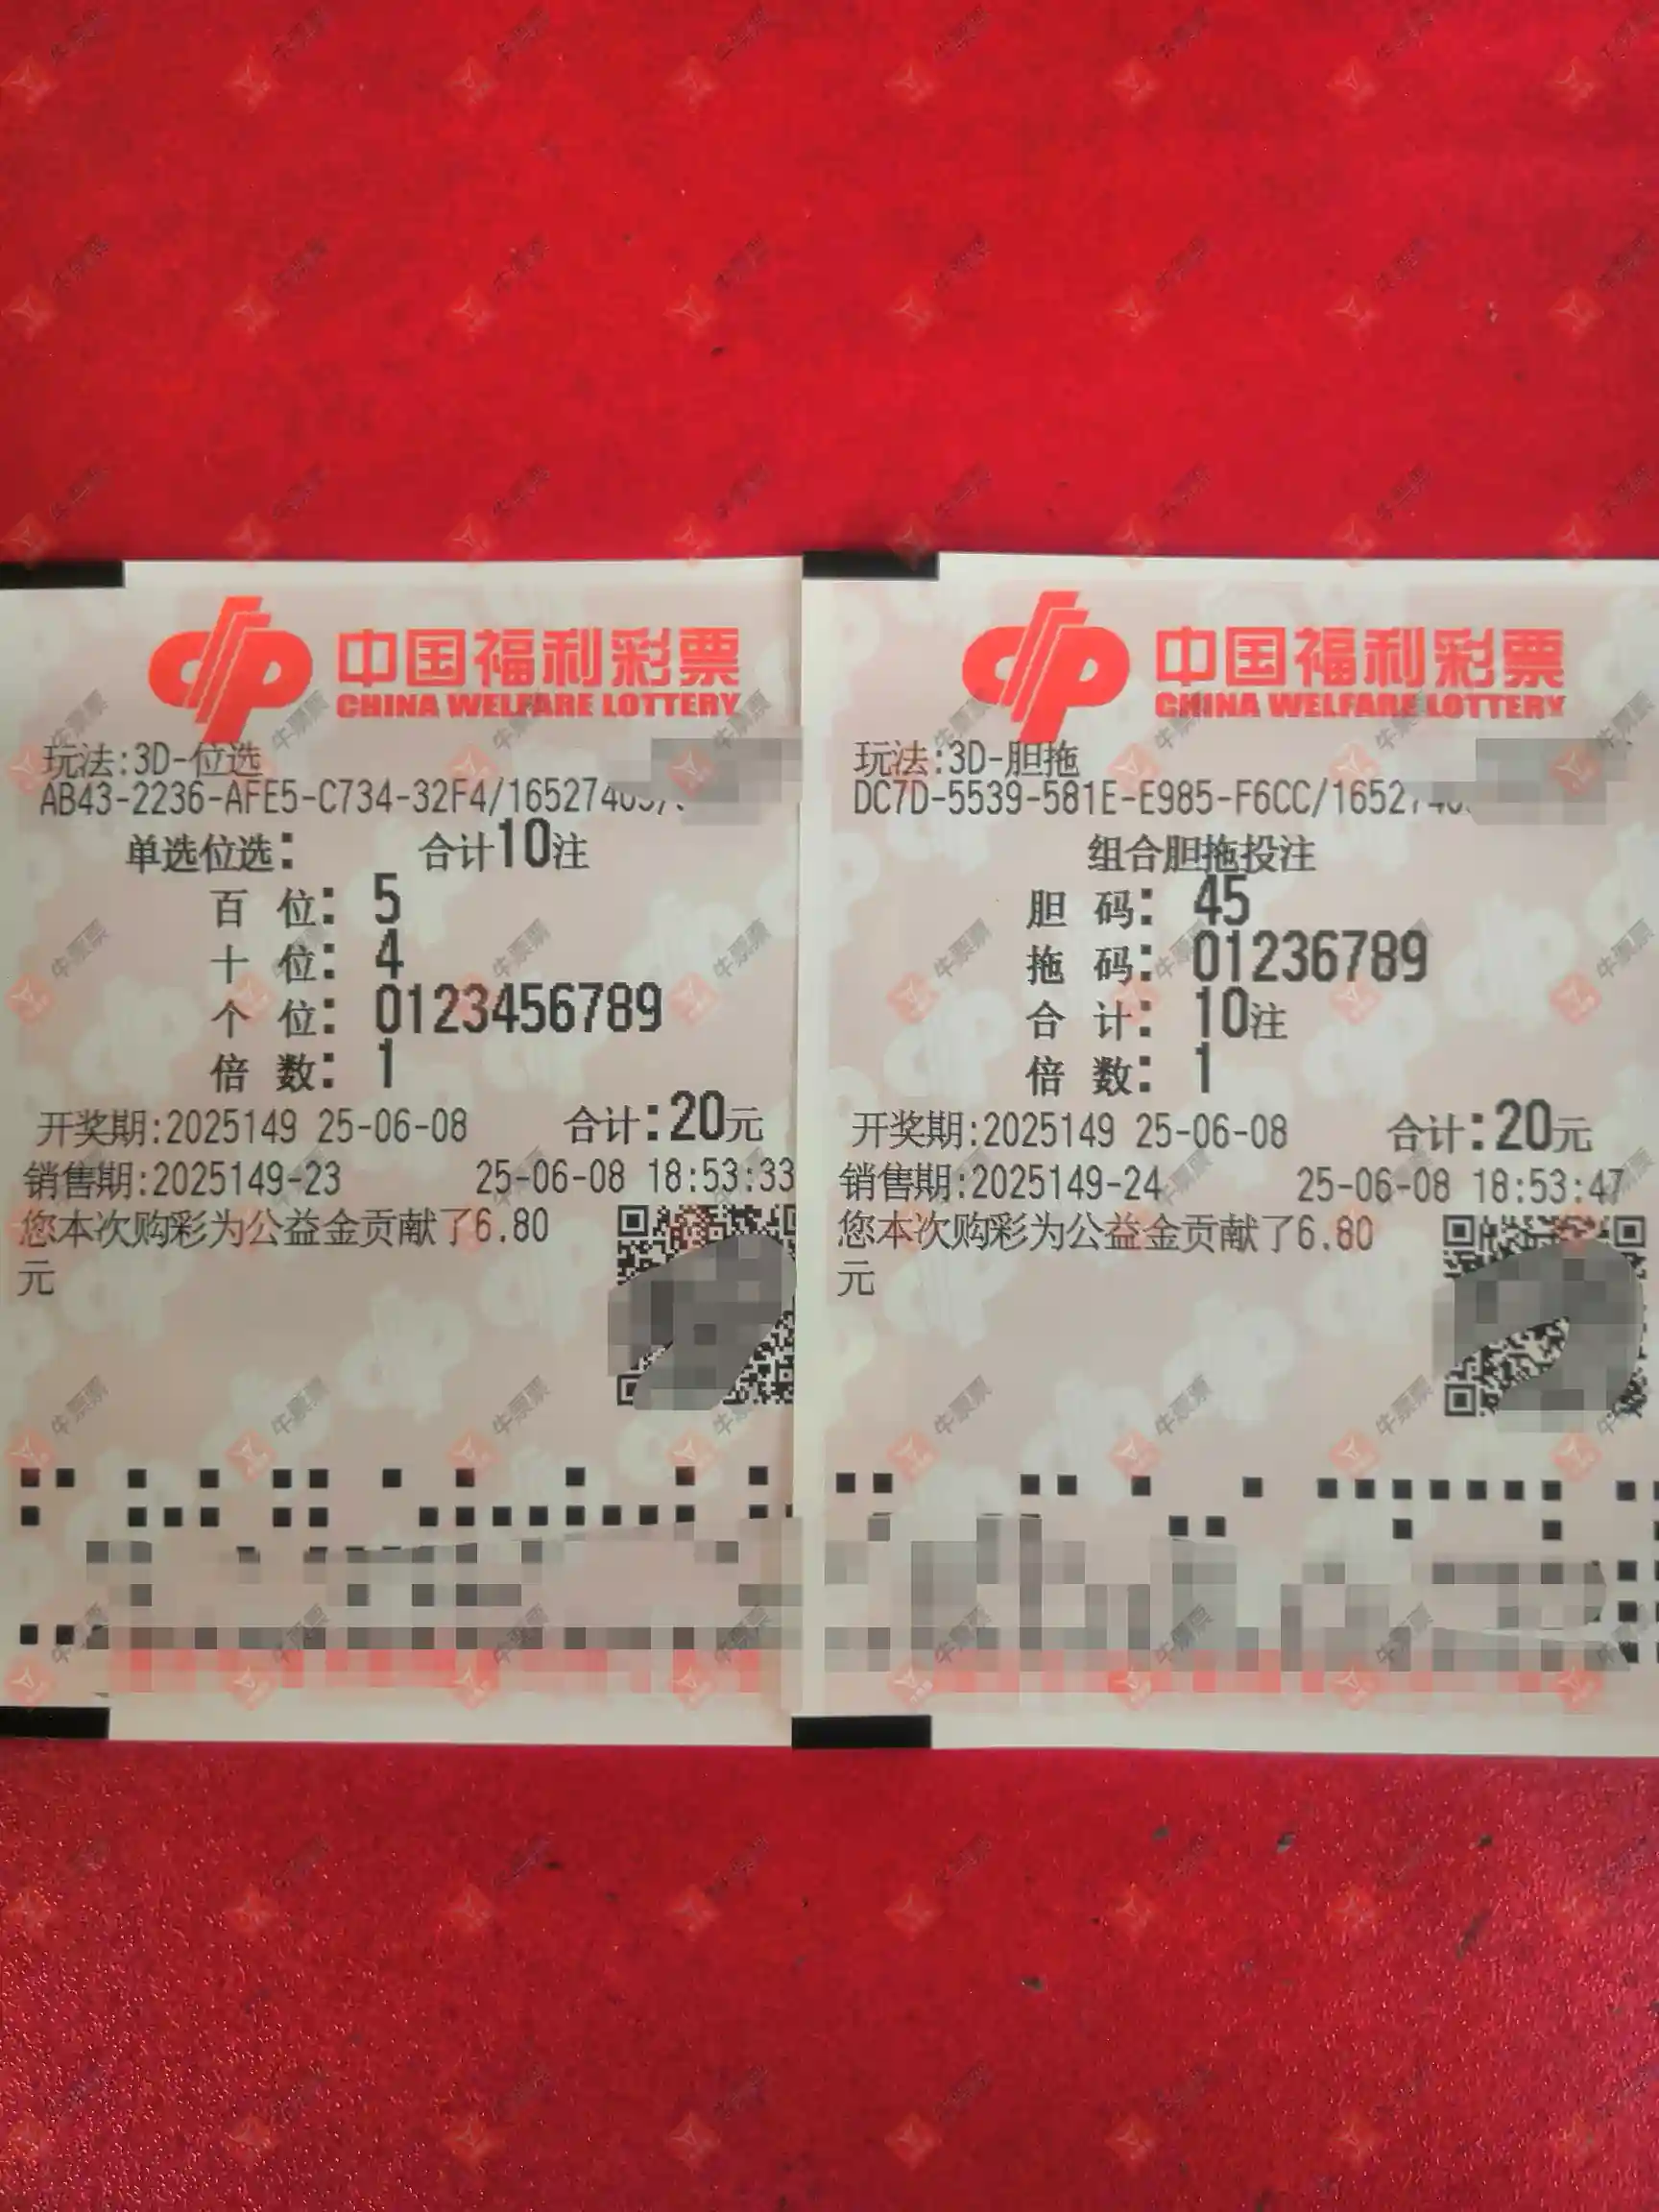 中国福利彩票
CHINA WELFARE LOTTERY
玩法:3D-位选
AB43-2236-AFE5-C734-32F4/1652740
单选位选: 合计10注
百 位: 5
十 位: 4
个 位: 0123456789
倍 数: 1
开奖期:2025149 25-06-08 合计:20元
销售期:2025149-23 25-06-08 18:53:33
您本次购彩为公益金贡献了6.80
元
中国福利彩票
CHINA WELFARE LOTTERY
玩法:3D-胆拖
DC7D-5539-581E-E985-F6CC/1652
组合胆拖投注
胆 码: 45
拖 码: 01236789
合 计: 10注
倍 数: 1
开奖期:2025149 25-06-08 合计:20元
销售期:2025149-24 25-06-08 18:53:47
您本次购彩为公益金贡献了6.80
元
牛票票